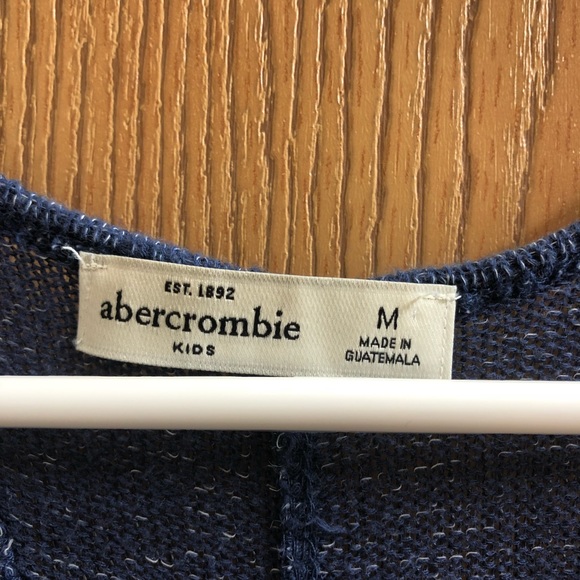 EST. 1892
abercrombie
KIDS
M
MADE IN
GUATEMALA